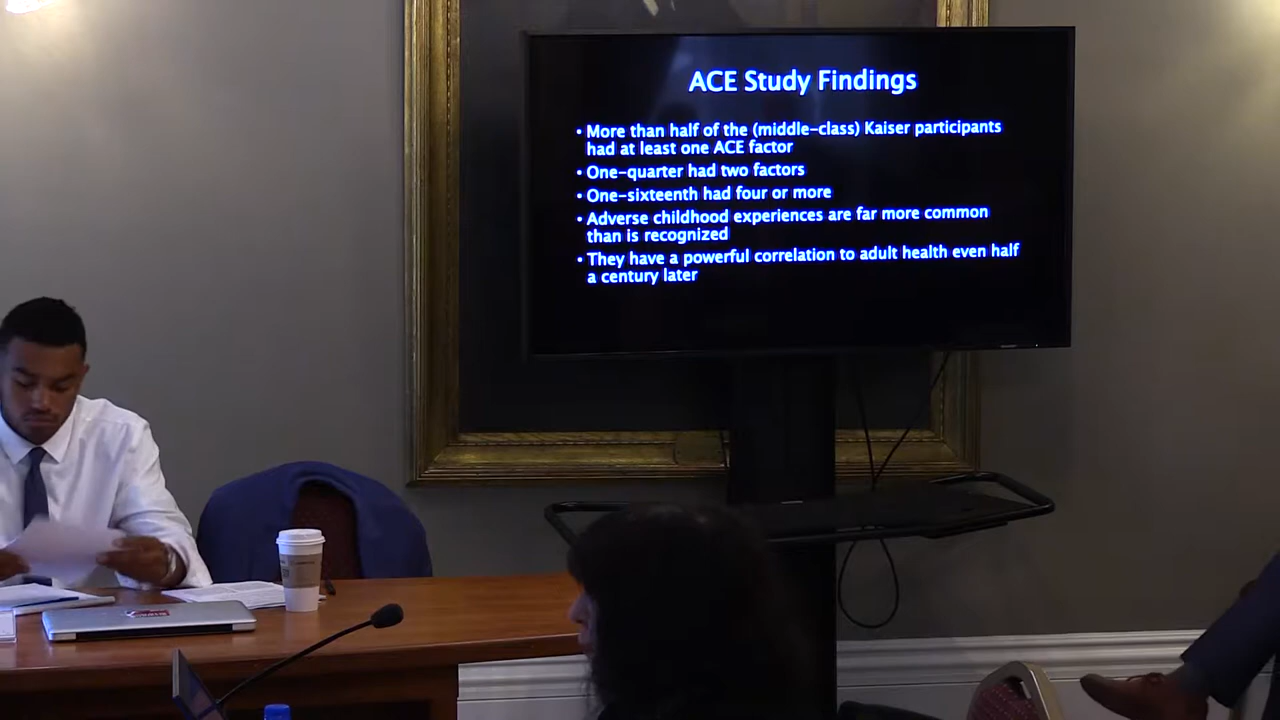 ACE Study Findings
• More than half of the (middle-class) Kaiser participants
had at least one ACE factor
• One-quarter had two factors
• One-sixteenth had four or more
• Adverse childhood experiences are far more common
than is recognized
• They have a powerful correlation to adult health even half
a century later